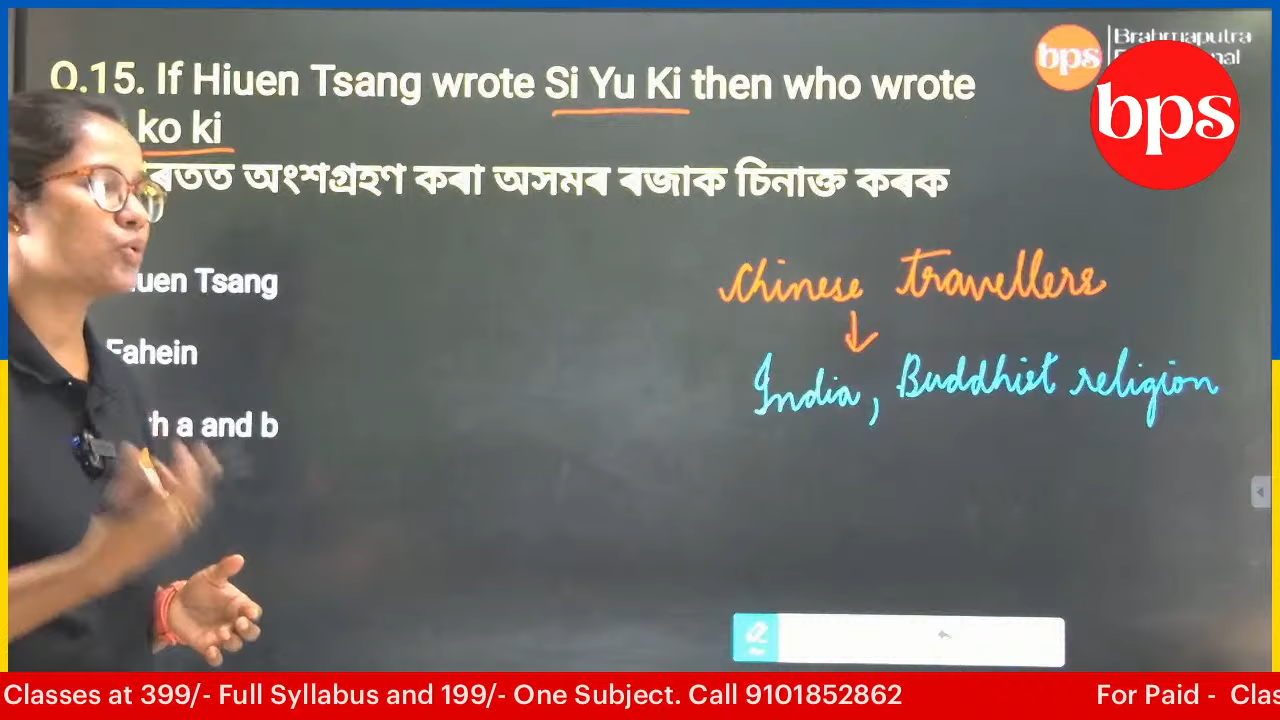 Q.15. If Hiuen Tsang wrote Si Yu Ki then who wrote
ko ki
ৰতত অংশগ্ৰহণ কৰা অসমৰ ৰজাক চিনাক্ত কৰক
uen Tsang
Fahein
th a and b
Chinese travellers
India, Buddhist religion
bps
Brahmaputra
bps
Classes at 399/- Full Syllabus and 199/- One Subject. Call 9101852862
For Paid - Clas